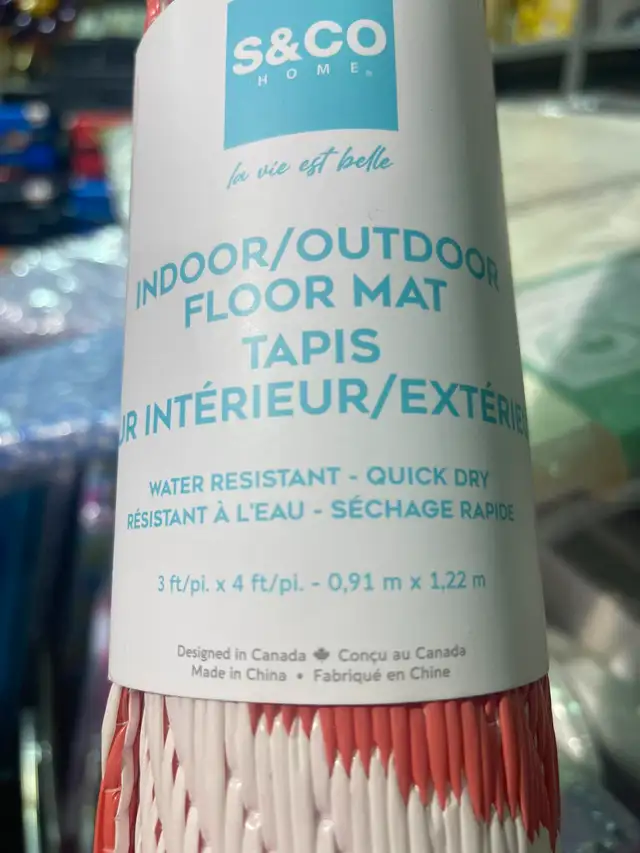 S&CO
HOME®
la vie est belle
INDOOR/OUTDOOR
FLOOR MAT
TAPIS
INTÉRIEUR/
WATER RESISTANT - QUICK DRY
RÉSISTANT À L'EAU - SÉCHAGE RAPIDE
3 ft/pi. x 4 ft/pi. - 0,91 m x 1,22 m
Designed in Canada Conçu au Canada
Made in China • Fabriqué en Chine